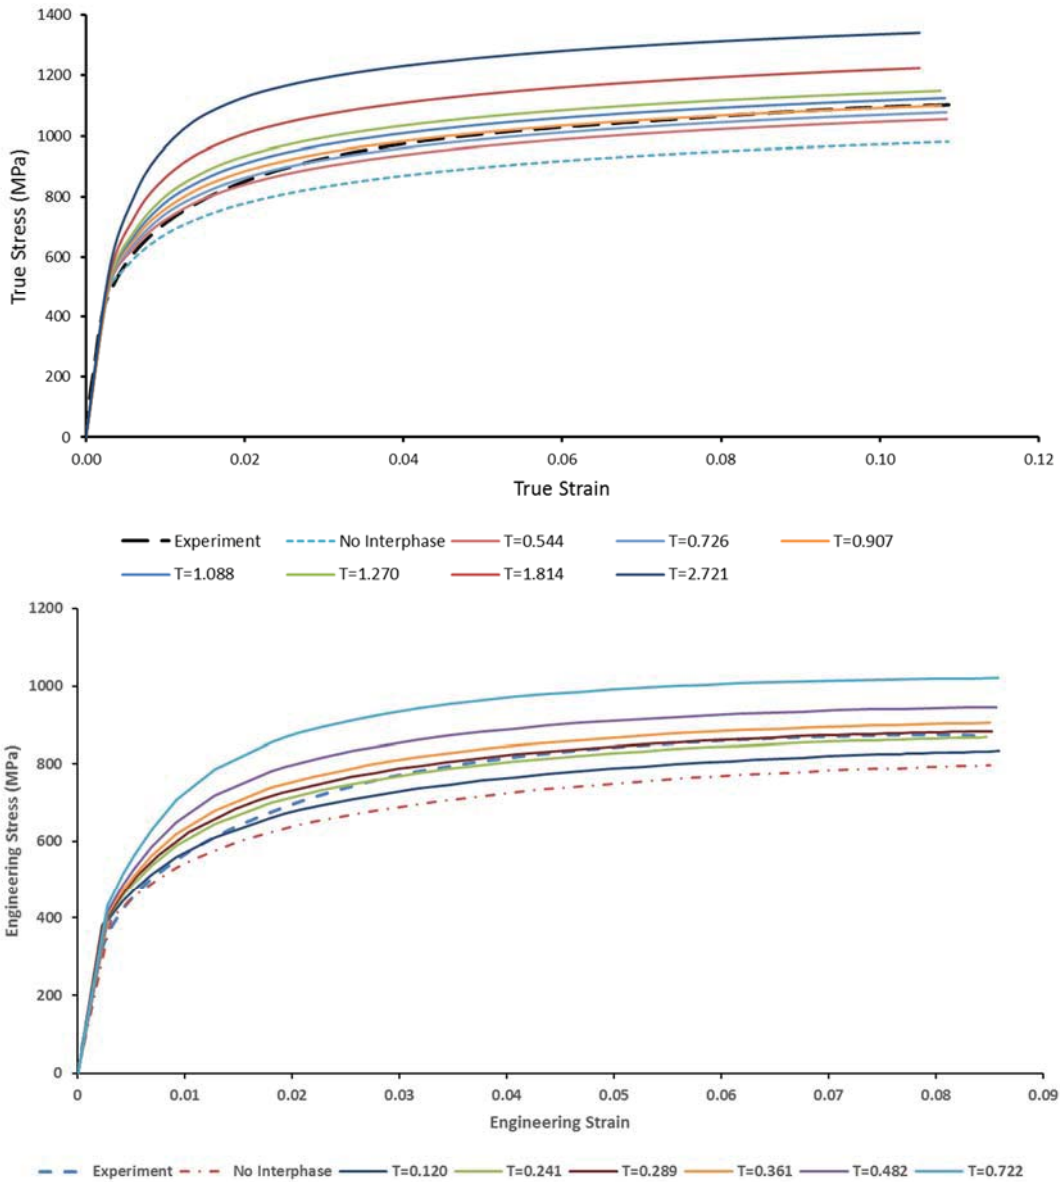 1400
1200
1000
800
600
400
200
0
True Stress (MPa)
0.00 0.02 0.04 0.06 0.08 0.10 0.12
True Strain
Experiment No Interphase T=0.544 T=0.726 T=0.907
T=1.088 T=1.270 T=1.814 T=2.721
1200
1000
800
600
400
200
0
Engineering Stress (MPa)
0 0.01 0.02 0.03 0.04 0.05 0.06 0.07 0.08 0.09
Engineering Strain
Experiment No Interphase T=0.120 T=0.241 T=0.289 T=0.361 T=0.482 T=0.722